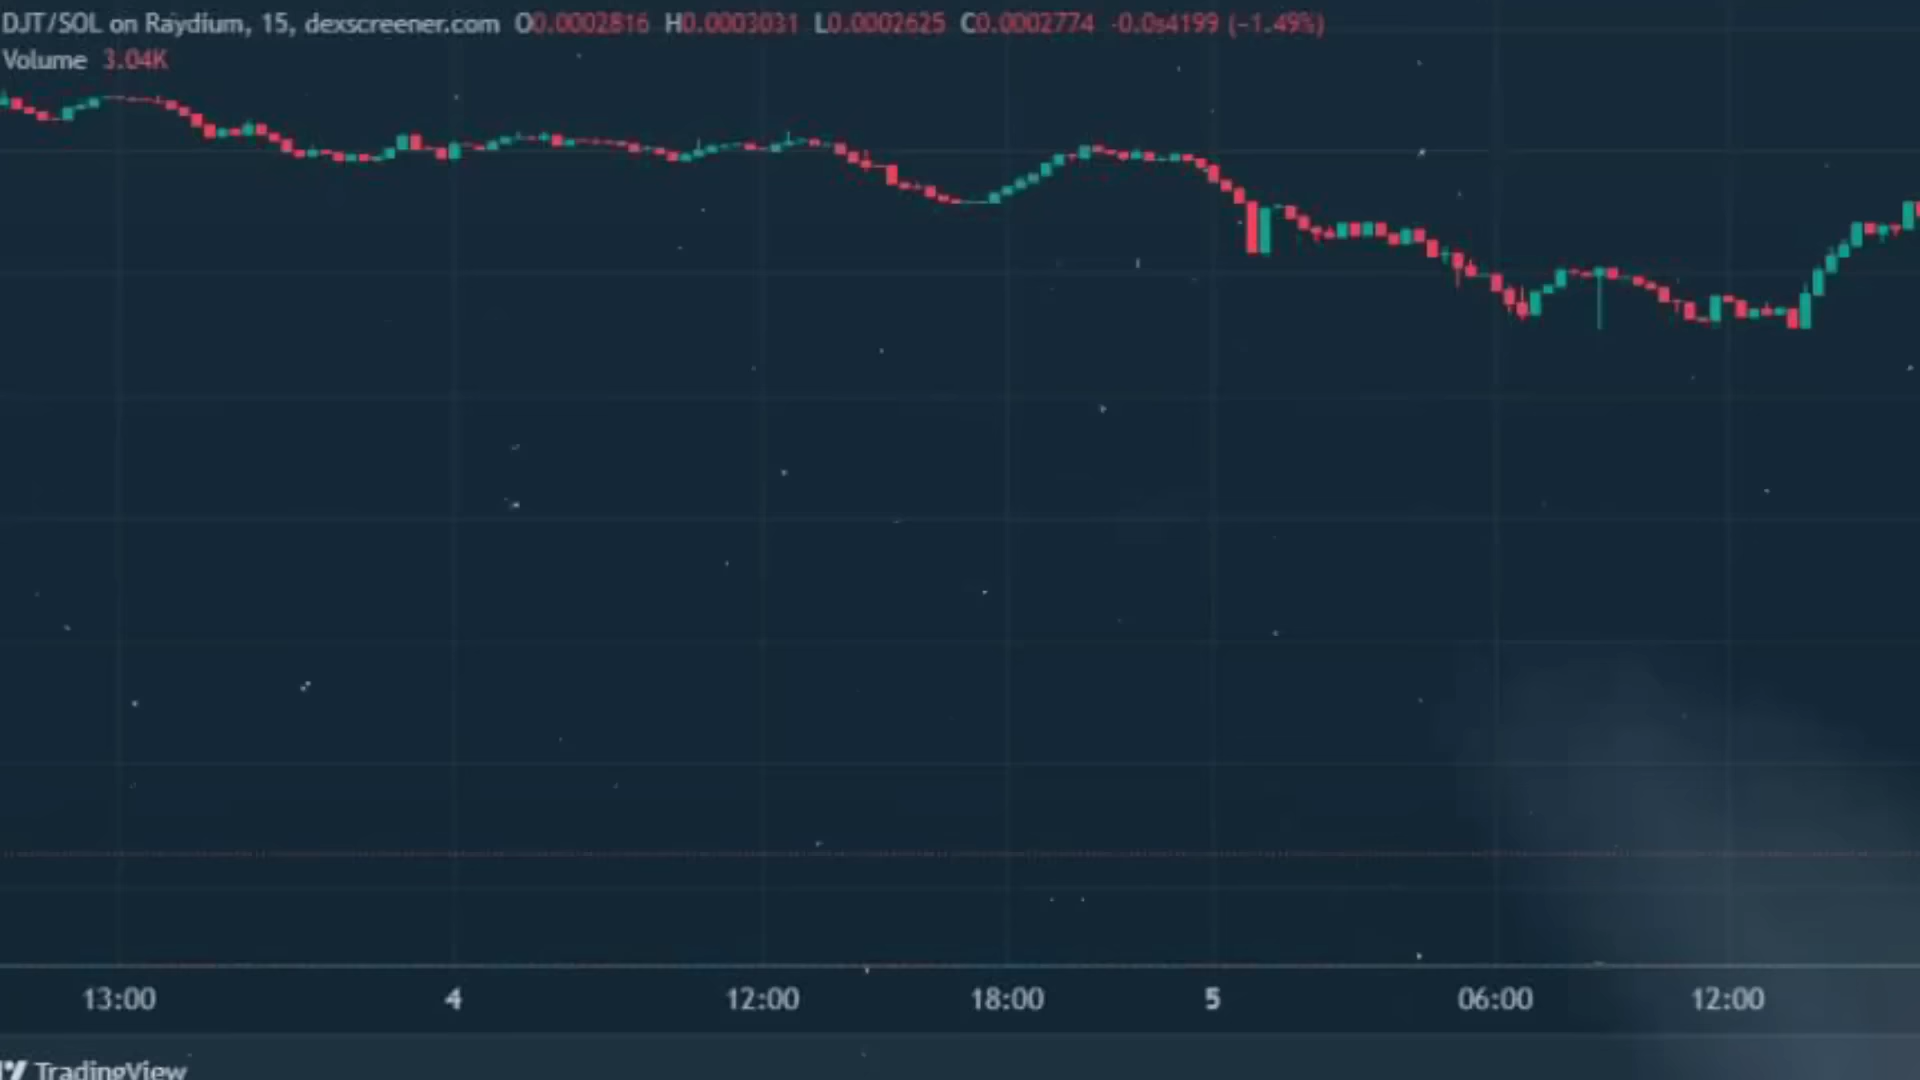 DJT/SOL on Raydium, 15, dexscreener.com O0.0002816 H0.0003031 L0.0002625 C0.0002774 -0.0₅4199 (−1.49%)
Volume 3.04K
13:00 4 12:00 18:00 5 06:00 12:00
TradingView